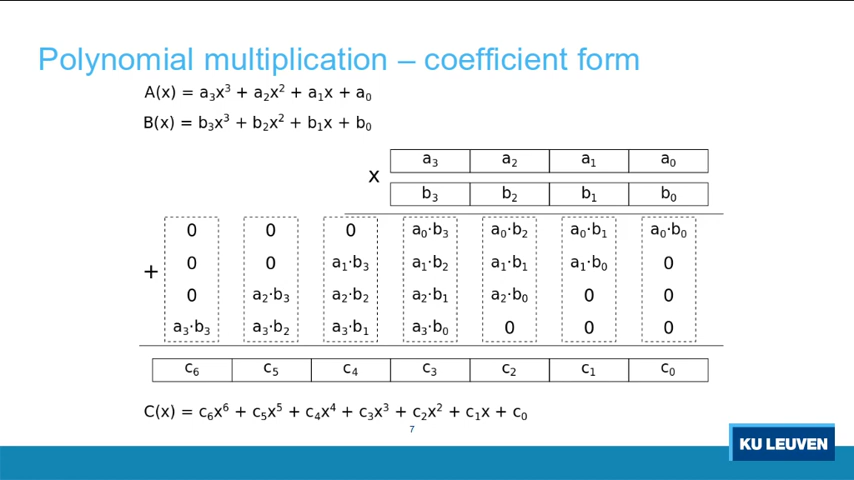 Polynomial multiplication – coefficient form
A(x) = a₃x³ + a₂x² + a₁x + a₀
B(x) = b₃x³ + b₂x² + b₁x + b₀
a₃ a₂ a₁ a₀
x
b₃ b₂ b₁ b₀
0 0 0 a₀·b₃ a₀·b₂ a₀·b₁ a₀·b₀
0 0 a₁·b₃ a₁·b₂ a₁·b₁ a₁·b₀ 0
+
0 a₂·b₃ a₂·b₂ a₂·b₁ a₂·b₀ 0 0
a₃·b₃ a₃·b₂ a₃·b₁ a₃·b₀ 0 0 0
c₆ c₅ c₄ c₃ c₂ c₁ c₀
C(x) = c₆x⁶ + c₅x⁵ + c₄x⁴ + c₃x³ + c₂x² + c₁x + c₀
7
KU LEUVEN